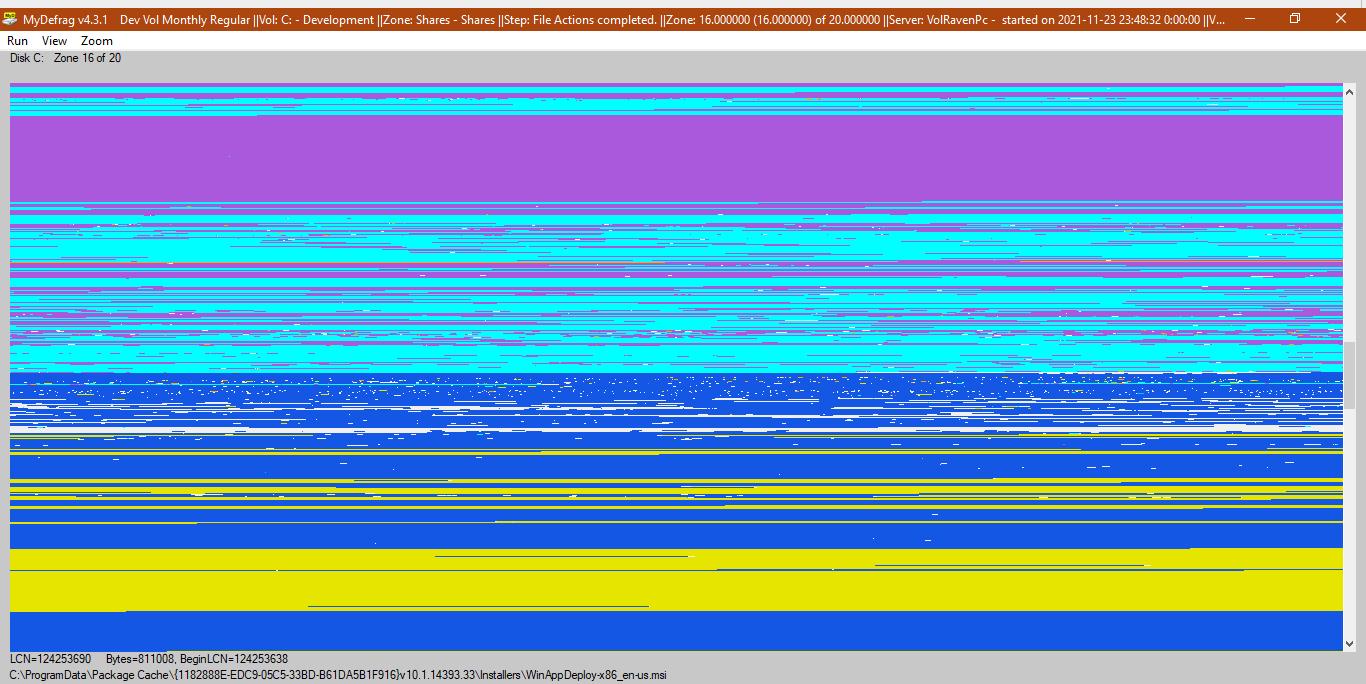 MyDefrag v4.3.1 Dev Vol Monthly Regular ||Vol: C: - Development ||Zone: Shares - Shares ||Step: File Actions completed. ||Zone: 16.000000 (16.000000) of 20.000000 ||Server: VolRavenPc - started on 2021-11-23 23:48:32 0:00:00 ||V...
Run View Zoom
Disk C: Zone 16 of 20
LCN=124253690 Bytes=811008, BeginLCN=124253638
C:\ProgramData\Package Cache\{1182888E-EDC9-05C5-33BD-B61DA5B1F916}v10.1.14393.33\Installers\WinAppDeploy-x86_en-us.msi